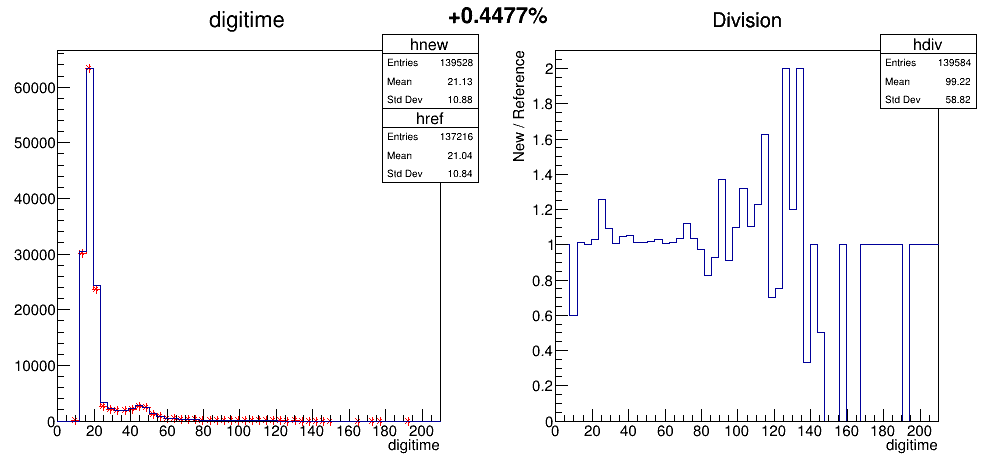 digitime
+0.4477%
Division
hnew
Entries 139528
Mean 21.13
Std Dev 10.88
href
Entries 137216
Mean 21.04
Std Dev 10.84
60000
50000
40000
30000
20000
10000
0
0 20 40 60 80 100 120 140 160 180 200
digitime
hdiv
Entries 139584
Mean 99.22
Std Dev 58.82
New / Reference
2
1.8
1.6
1.4
1.2
1
0.8
0.6
0.4
0.2
0
0 20 40 60 80 100 120 140 160 180 200
digitime